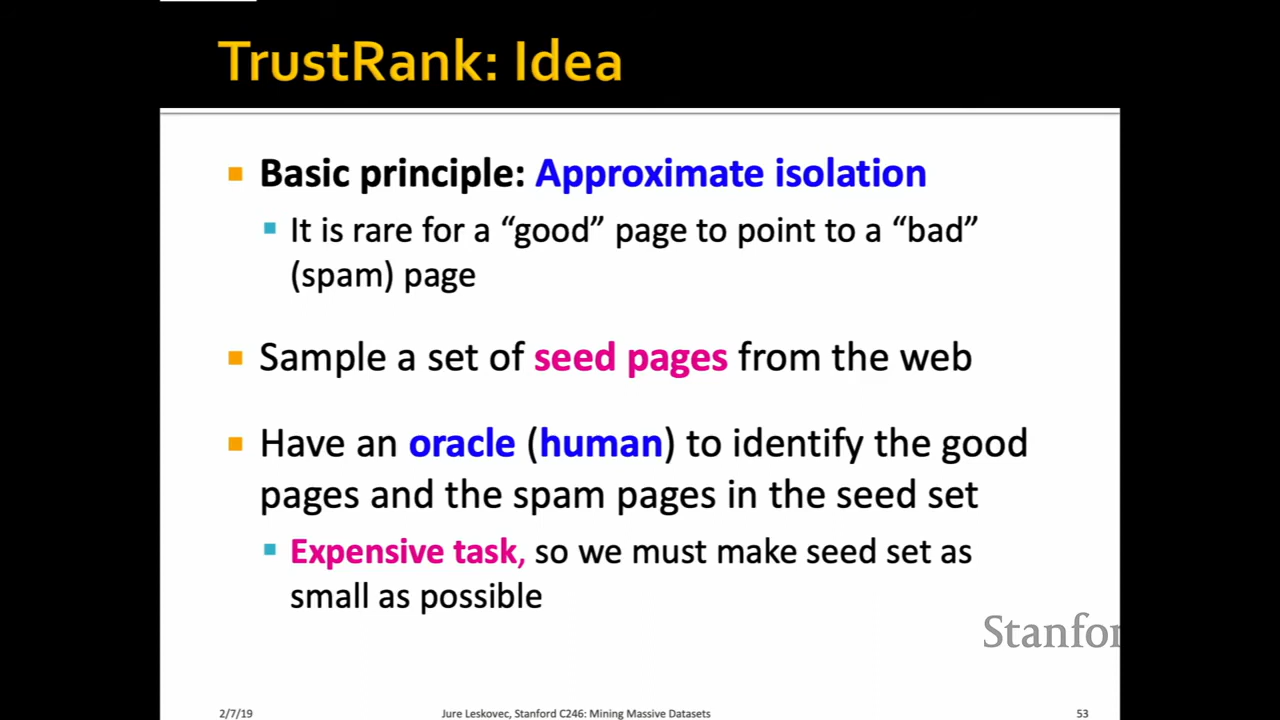 TrustRank: Idea
Basic principle: Approximate isolation
It is rare for a “good” page to point to a “bad”
(spam) page
Sample a set of seed pages from the web
Have an oracle (human) to identify the good
pages and the spam pages in the seed set
Expensive task, so we must make seed set as
small as possible
Stanfor
2/7/19
Jure Leskovec, Stanford C246: Mining Massive Datasets
53